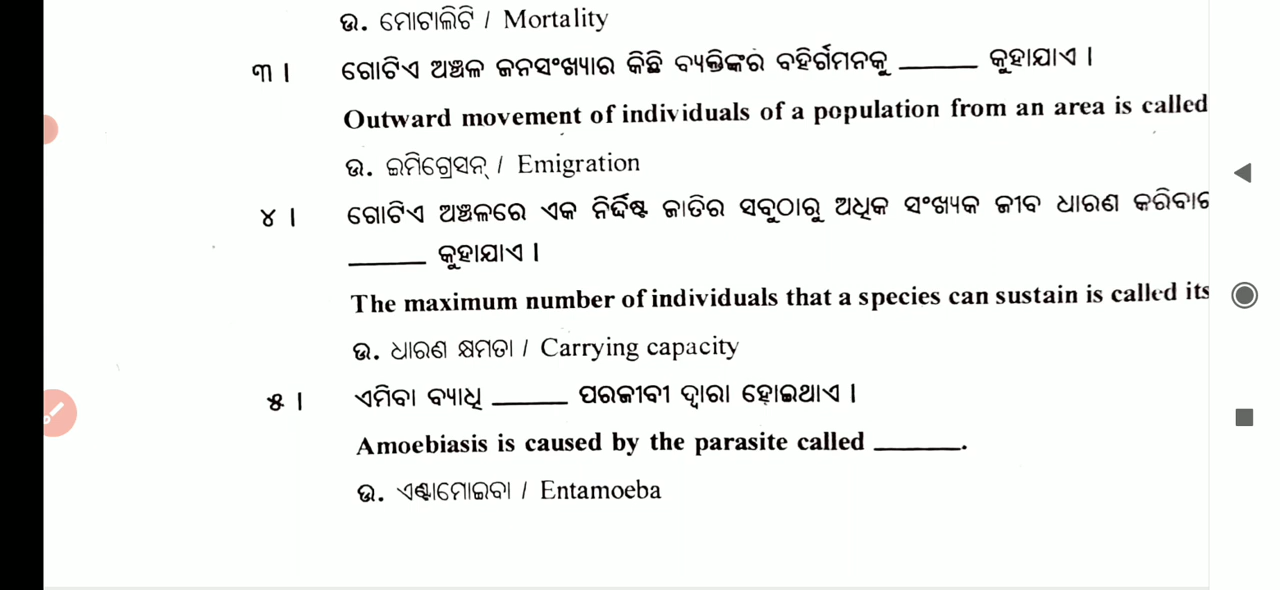 ଉ. ମୋଟାଲିଟି / Mortality
୩ । ଗୋଟିଏ ଅଞ୍ଚଳ ଜନସଂଖ୍ୟାର କିଛି ବ୍ୟକ୍ତିଙ୍କର ବହିର୍ଗମନକୁ ______ କୁହାଯାଏ ।
Outward movement of individuals of a population from an area is called
ଉ. ଇମିଗ୍ରେସନ୍ / Emigration
୪ । ଗୋଟିଏ ଅଞ୍ଚଳରେ ଏକ ନିର୍ଦ୍ଦିଷ୍ଟ ଜାତିର ସବୁଠାରୁ ଅଧିକ ସଂଖ୍ୟକ ଜୀବ ଧାରଣ
______ କୁହାଯାଏ ।
The maximum number of individuals that a species can sustain is called its
ଉ. ଧାରଣ କ୍ଷମତା / Carrying capacity
୫ । ଏମିବା ବ୍ୟାଧି ______ ପରଜୀବୀ ଦ୍ୱାରା ହୋଇଥାଏ ।
Amoebiasis is caused by the parasite called ______.
ଉ. ଏଣ୍ଟାମୋଇବା / Entamoeba